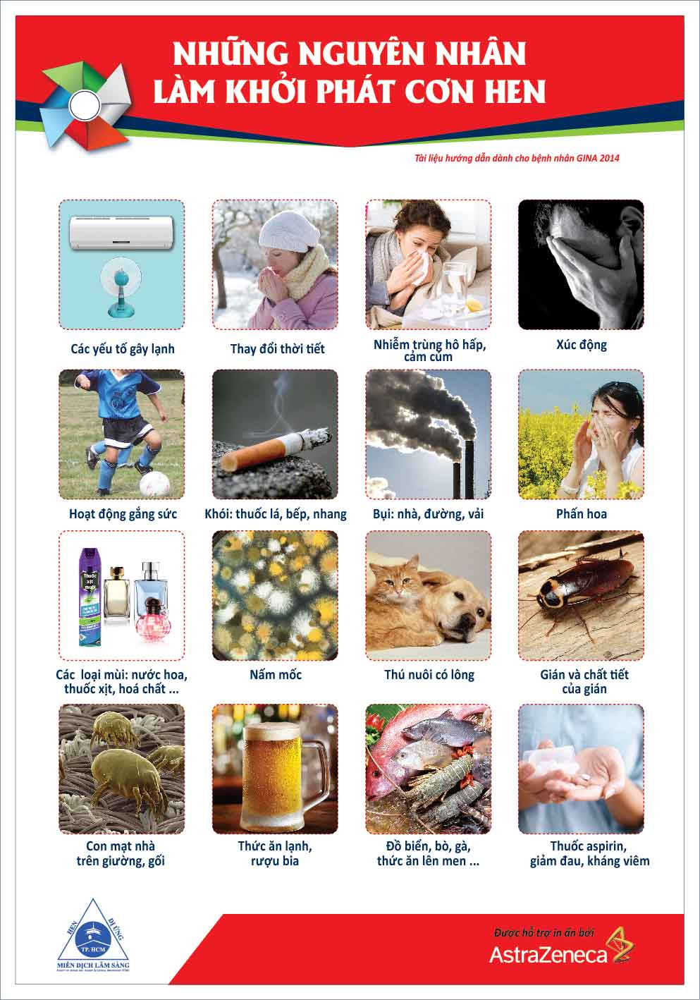 NHỮNG NGUYÊN NHÂN
LÀM KHỞI PHÁT CƠN HEN
Tài liệu hướng dẫn dành cho bệnh nhân GINA 2014
Các yếu tố gây lạnh
Thay đổi thời tiết
Nhiễm trùng hô hấp,
cảm cúm
Xúc động
Hoạt động gắng sức
Khói: thuốc lá, bếp, nhang
Bụi: nhà, đường, vải
Phấn hoa
Thuốc
xịt
muỗi
Các loại mùi: nước hoa,
thuốc xịt, hoá chất ...
Nấm mốc
Thú nuôi có lông
Gián và chất tiết
của gián
Con mạt nhà
trên giường, gối
Thức ăn lạnh,
rượu bia
Đồ biển, bò, gà,
thức ăn lên men ...
Thuốc aspirin,
giảm đau, kháng viêm
HEN
DỊ ỨNG
TP. HCM
MIỄN DỊCH LÂM SÀNG
Được hỗ trợ in ấn bởi
AstraZeneca